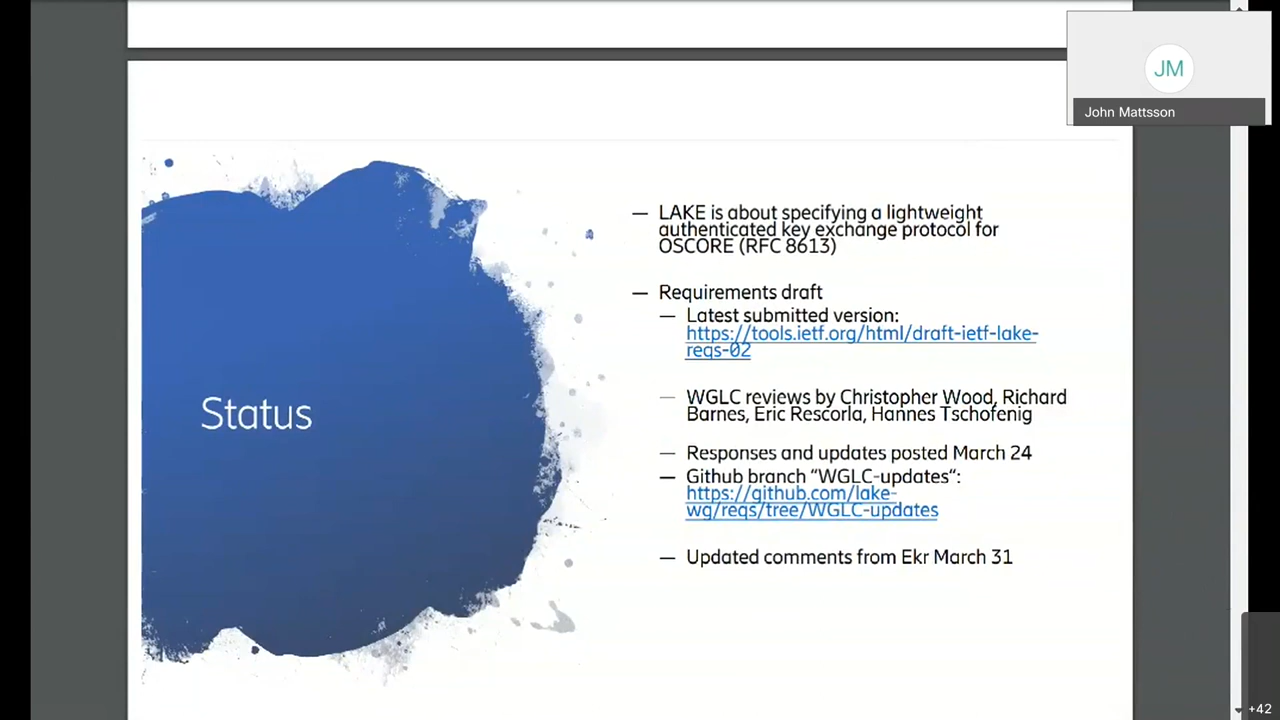 JM
John Mattsson
Status
— LAKE is about specifying a lightweight
authenticated key exchange protocol for
OSCORE (RFC 8613)
— Requirements draft
— Latest submitted version:
https://tools.ietf.org/html/draft-ietf-lake-
reqs-02
— WGLC reviews by Christopher Wood, Richard
Barnes, Eric Rescorla, Hannes Tschofenig
— Responses and updates posted March 24
— Github branch “WGLC-updates“:
https://github.com/lake-
wg/reqs/tree/WGLC-updates
— Updated comments from Ekr March 31
+42